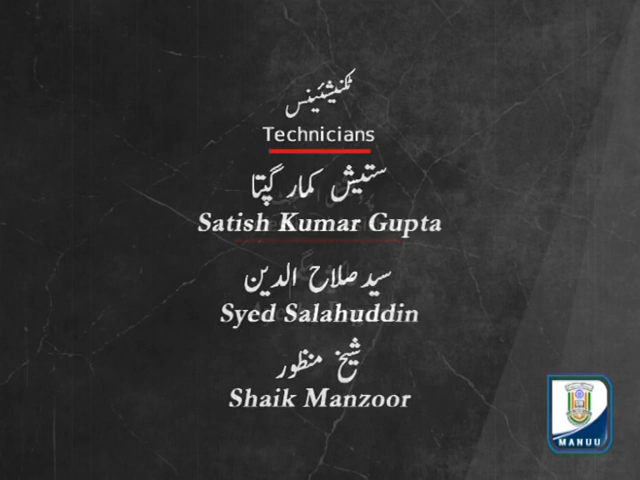 ٹکنیشینس
Technicians
ستیش کمار گپتا
Satish Kumar Gupta
سید صلاح الدین
Syed Salahuddin
شیخ منظور
Shaik Manzoor
MANUU